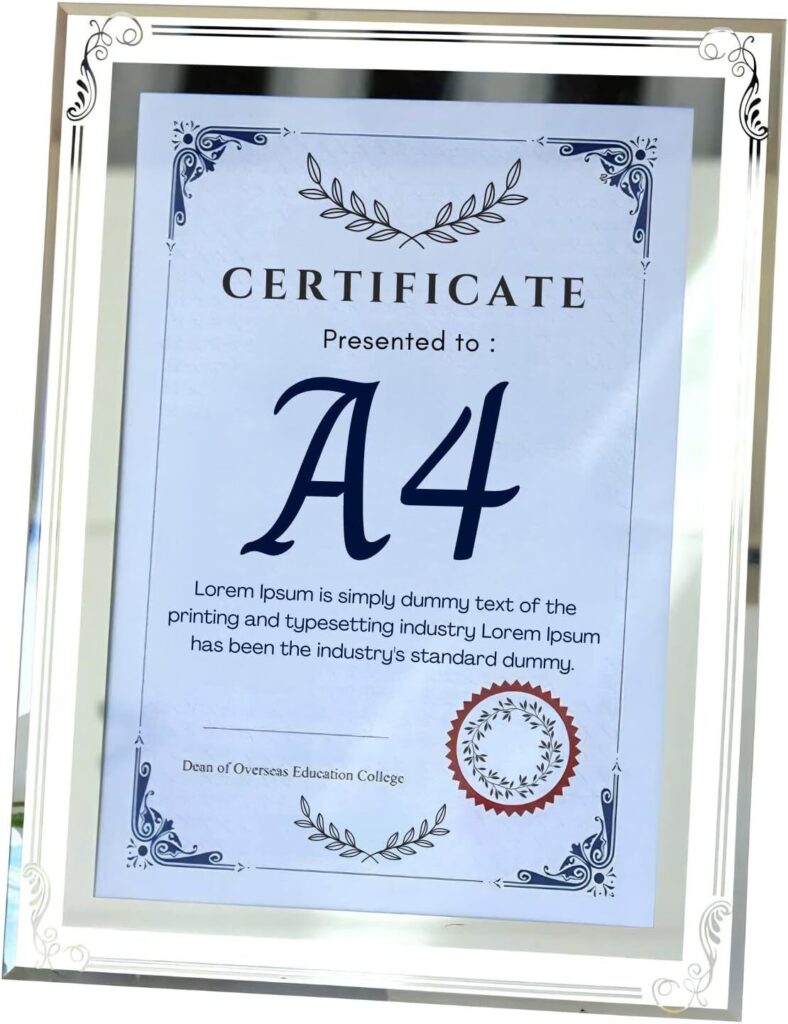 CERTIFICATE
Presented to :
A4
Lorem Ipsum is simply dummy text of the
printing and typesetting industry Lorem Ipsum
has been the industry's standard dummy.
Dean of Overseas Education College